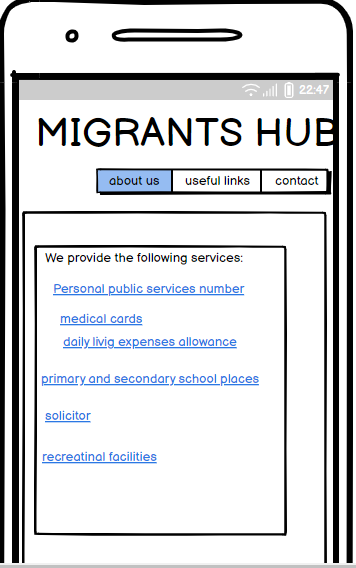 22:47
MIGRANTS HUB
about us useful links contact
We provide the following services:
Personal public services number
medical cards
daily livig expenses allowance
primary and secondary school places
solicitor
recreatinal facilities